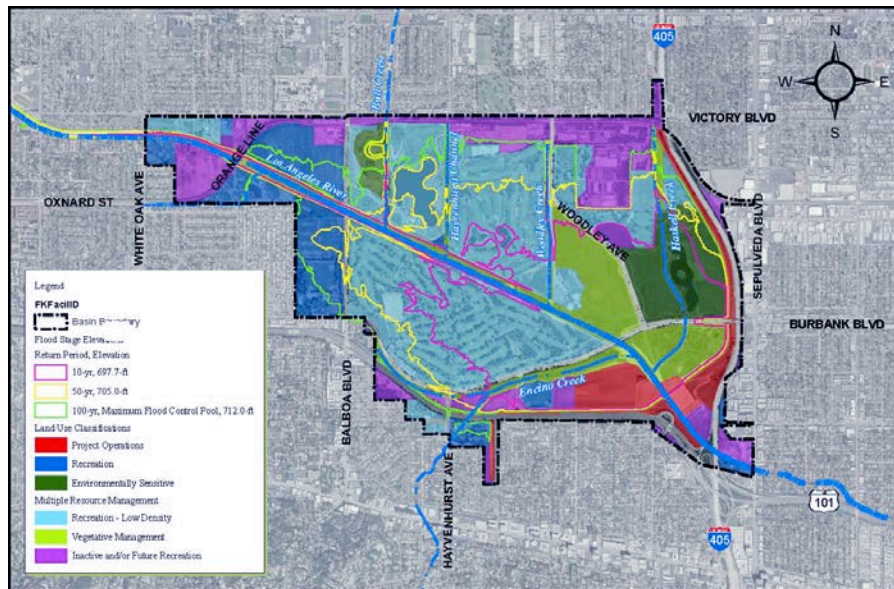 405
N
W
E
S
VICTORY BLVD
Bull Creek
ORANGE LINE
Los Angeles River
Hayvenhurst Channel
Woodley Creek
WOODLEY AVE
Haskell Creek
OXNARD ST
WHITE OAK AVE
SEPULVEDA BLVD
BURBANK BLVD
Legend
FKFacilID
Basin Boundary
Flood Stage
Return Period, Elevation
10-yr, 697.7-ft
50-yr, 705.0-ft
100-yr, Maximum Flood Control Pool, 712.0-ft
Land Use Classifications
Project Operations
Recreation
Environmentally Sensitive
Multiple Resource Management
Recreation - Low Density
Vegetative Management
Inactive and/or Future Recreation
BALBOA BLVD
Encino Creek
HAYVENHURST AVE
101
405